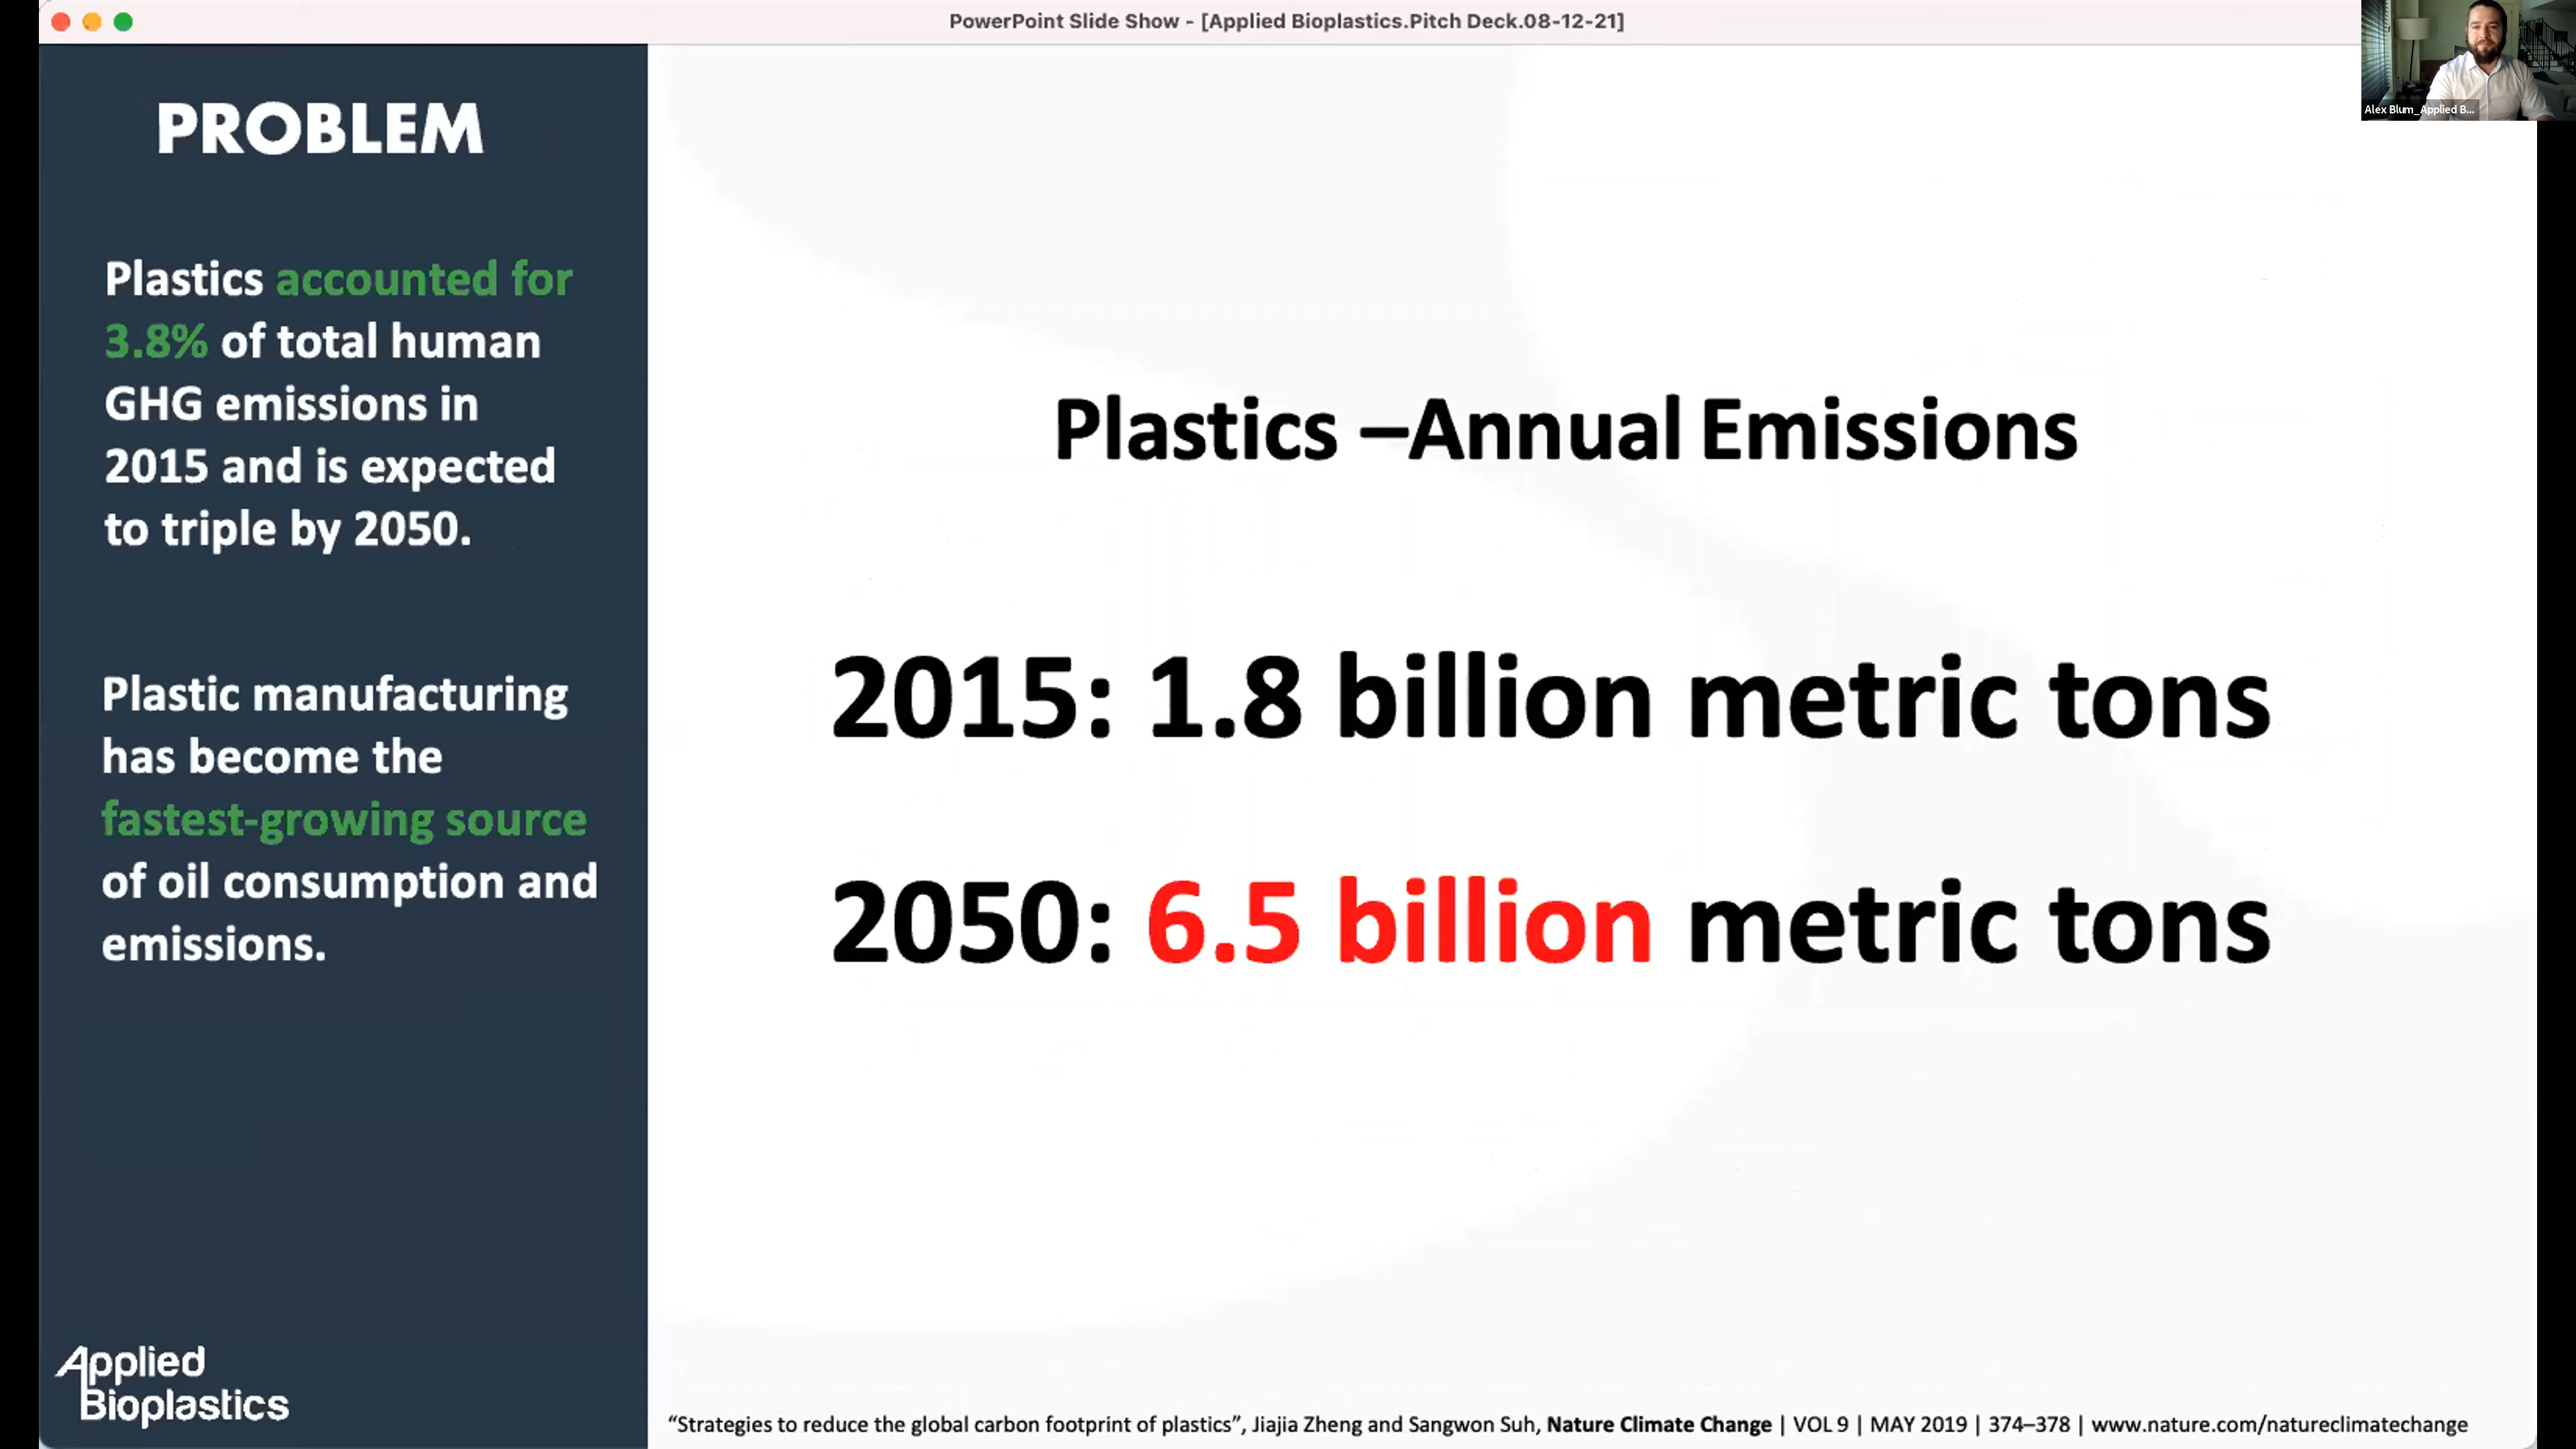 PowerPoint Slide Show - [Applied Bioplastics.Pitch Deck.08-12-21]
Alex Blum_Applied B...
PROBLEM
Plastics accounted for
3.8% of total human
GHG emissions in
2015 and is expected
to triple by 2050.
Plastic manufacturing
has become the
fastest-growing source
of oil consumption and
emissions.
Applied
Bioplastics
Plastics –Annual Emissions
2015: 1.8 billion metric tons
2050: 6.5 billion metric tons
“Strategies to reduce the global carbon footprint of plastics”, Jiajia Zheng and Sangwon Suh, Nature Climate Change | VOL 9 | MAY 2019 | 374–378 | www.nature.com/natureclimatechange